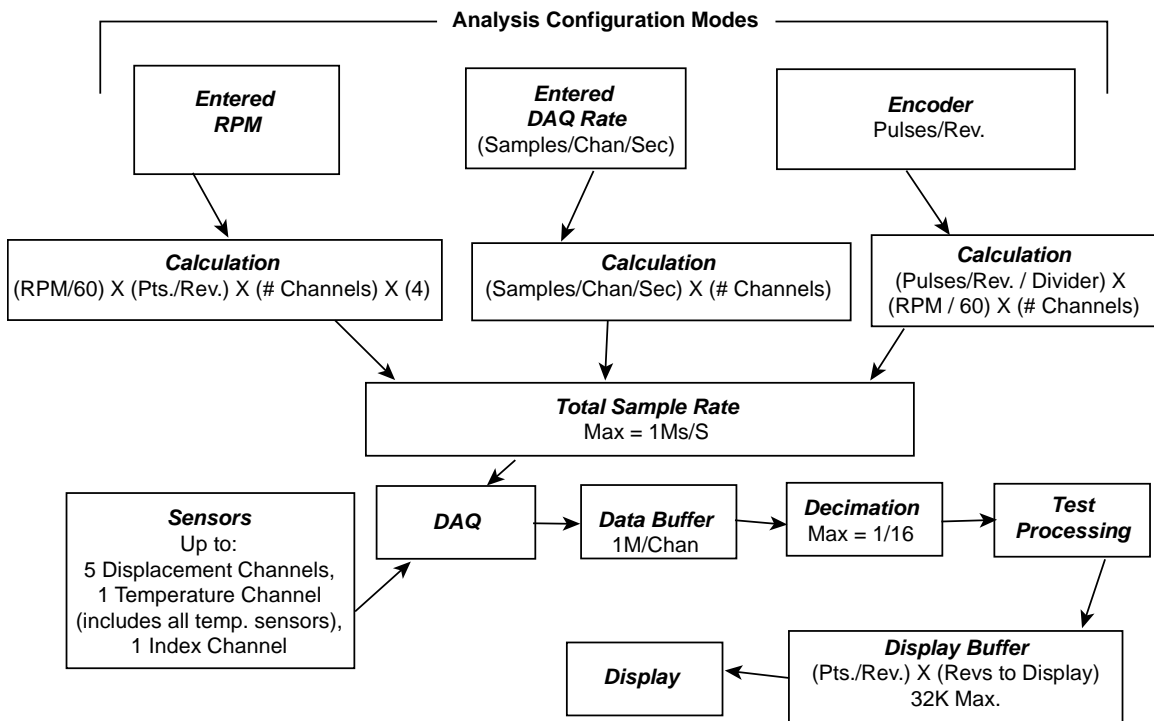 Analysis Configuration Modes
Entered
RPM
Entered
DAQ Rate
(Samples/Chan/Sec)
Encoder
Pulses/Rev.
Calculation
(RPM/60) X (Pts./Rev.) X (# Channels) X (4)
Calculation
(Samples/Chan/Sec) X (# Channels)
Calculation
(Pulses/Rev. / Divider) X
(RPM / 60) X (# Channels)
Total Sample Rate
Max = 1Ms/S
Sensors
Up to:
5 Displacement Channels,
1 Temperature Channel
(includes all temp. sensors),
1 Index Channel
DAQ
Data Buffer
1M/Chan
Decimation
Max = 1/16
Test
Processing
Display Buffer
(Pts./Rev.) X (Revs to Display)
32K Max.
Display